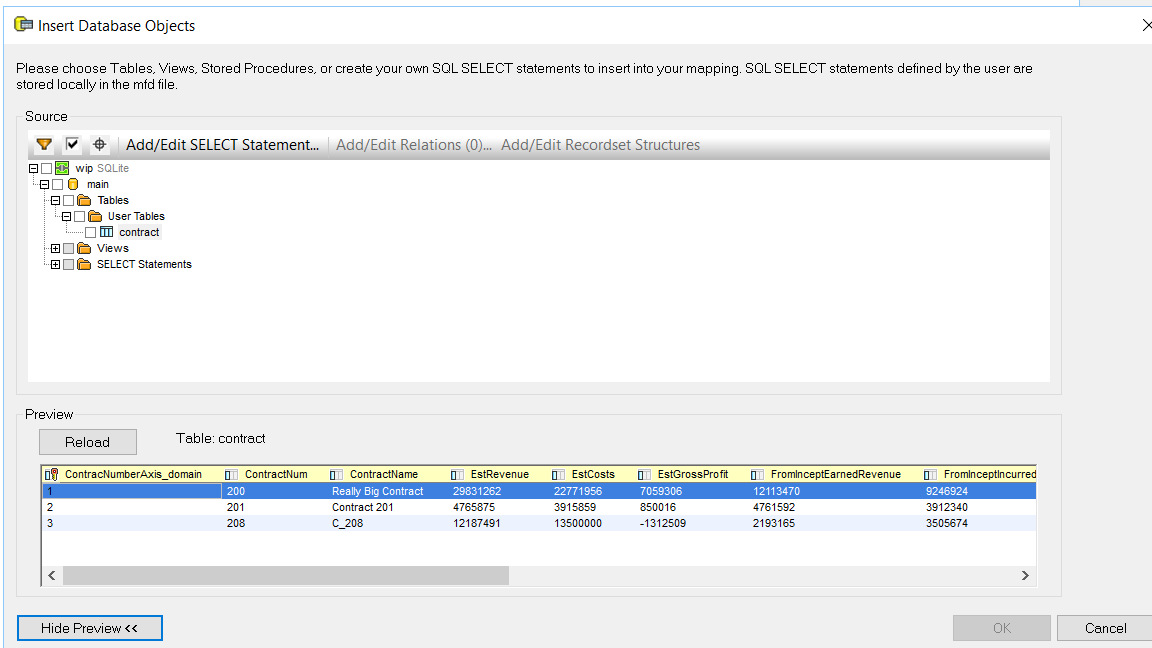 Insert Database Objects
Please choose Tables, Views, Stored Procedures, or create your own SQL SELECT statements to insert into your mapping. SQL SELECT statements defined by the user are
stored locally in the mfd file.
Source
Add/Edit SELECT Statement... Add/Edit Relations (0)... Add/Edit Recordset Structures
wip SQLite
main
Tables
User Tables
contract
Views
SELECT Statements
Preview
Reload Table: contract
ContracNumberAxis_domain ContractNum ContractName EstRevenue EstCosts EstGrossProfit FromInceptEarnedRevenue FromInceptIncurred
1 200 Really Big Contract 29831262 22771956 7059306 12113470 9246924
2 201 Contract 201 4765875 3915859 850016 4761592 3912340
3 208 C_208 12187491 13500000 -1312509 2193165 3505674
Hide Preview << OK Cancel